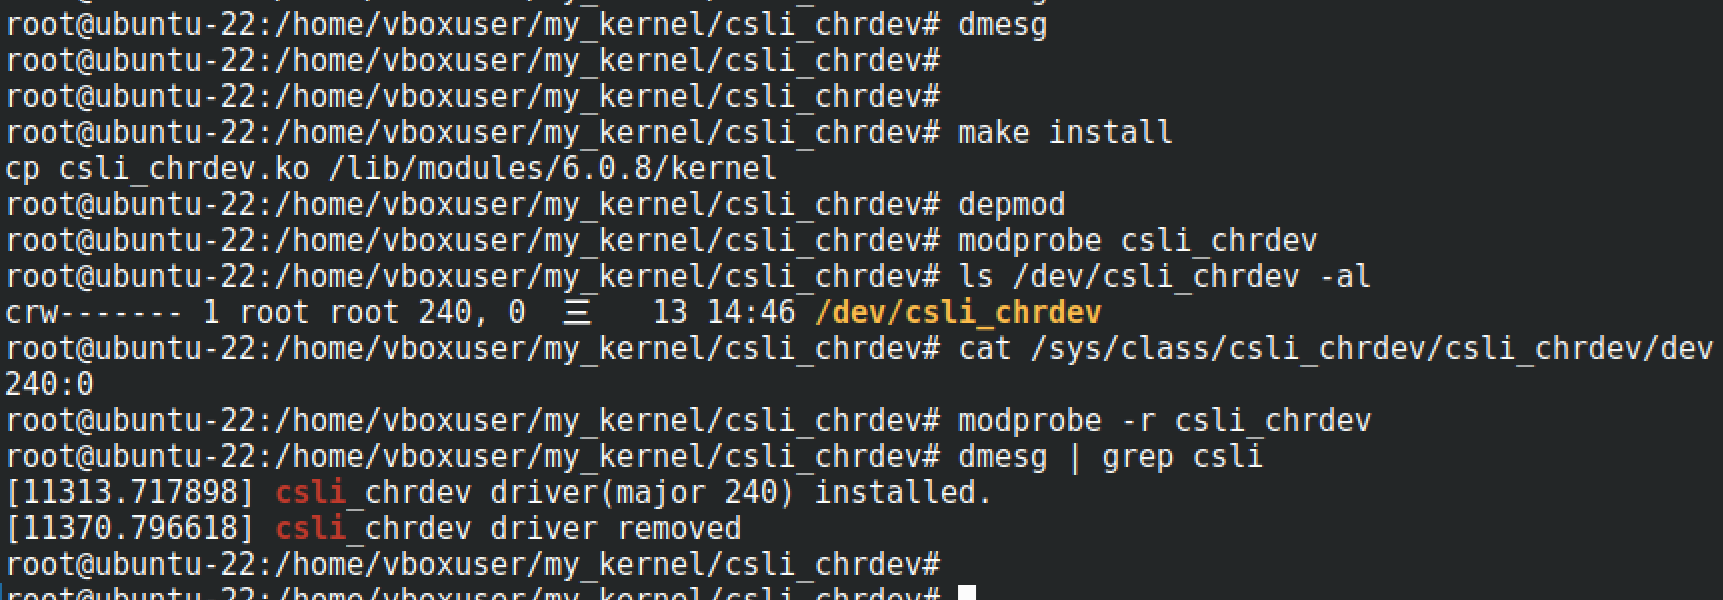 root@ubuntu-22:/home/vboxuser/my_kernel/csli_chrdev# dmesg
root@ubuntu-22:/home/vboxuser/my_kernel/csli_chrdev#
root@ubuntu-22:/home/vboxuser/my_kernel/csli_chrdev#
root@ubuntu-22:/home/vboxuser/my_kernel/csli_chrdev# make install
cp csli_chrdev.ko /lib/modules/6.0.8/kernel
root@ubuntu-22:/home/vboxuser/my_kernel/csli_chrdev# depmod
root@ubuntu-22:/home/vboxuser/my_kernel/csli_chrdev# modprobe csli_chrdev
root@ubuntu-22:/home/vboxuser/my_kernel/csli_chrdev# ls /dev/csli_chrdev -al
crw------- 1 root root 240, 0  三   13 14:46 /dev/csli_chrdev
root@ubuntu-22:/home/vboxuser/my_kernel/csli_chrdev# cat /sys/class/csli_chrdev/csli_chrdev/dev
240:0
root@ubuntu-22:/home/vboxuser/my_kernel/csli_chrdev# modprobe -r csli_chrdev
root@ubuntu-22:/home/vboxuser/my_kernel/csli_chrdev# dmesg | grep csli
[11313.717898] csli_chrdev driver(major 240) installed.
[11370.796618] csli_chrdev driver removed
root@ubuntu-22:/home/vboxuser/my_kernel/csli_chrdev#
root@ubuntu-22:/home/vboxuser/my_kernel/csli_chrdev#